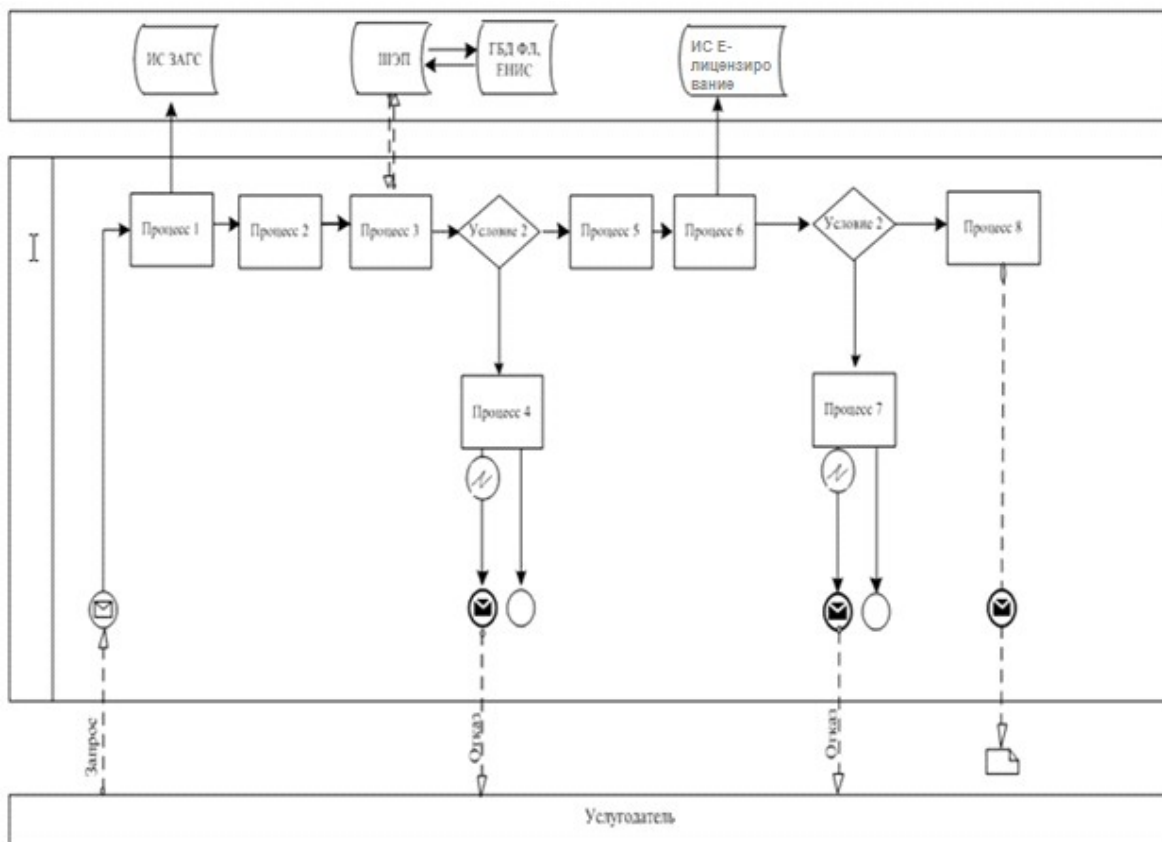 ИС ЗАГС
ШЭП
ГБД ФЛ,
ЕНИС
ИС Е-
лицензиро
вание
Процесс 1
Процесс 2
Процесс 3
Условие 2
Процесс 5
Процесс 6
Условие 2
Процесс 8
Процесс 4
Процесс 7
Запрос
Отказ
Отказ
Услугодатель